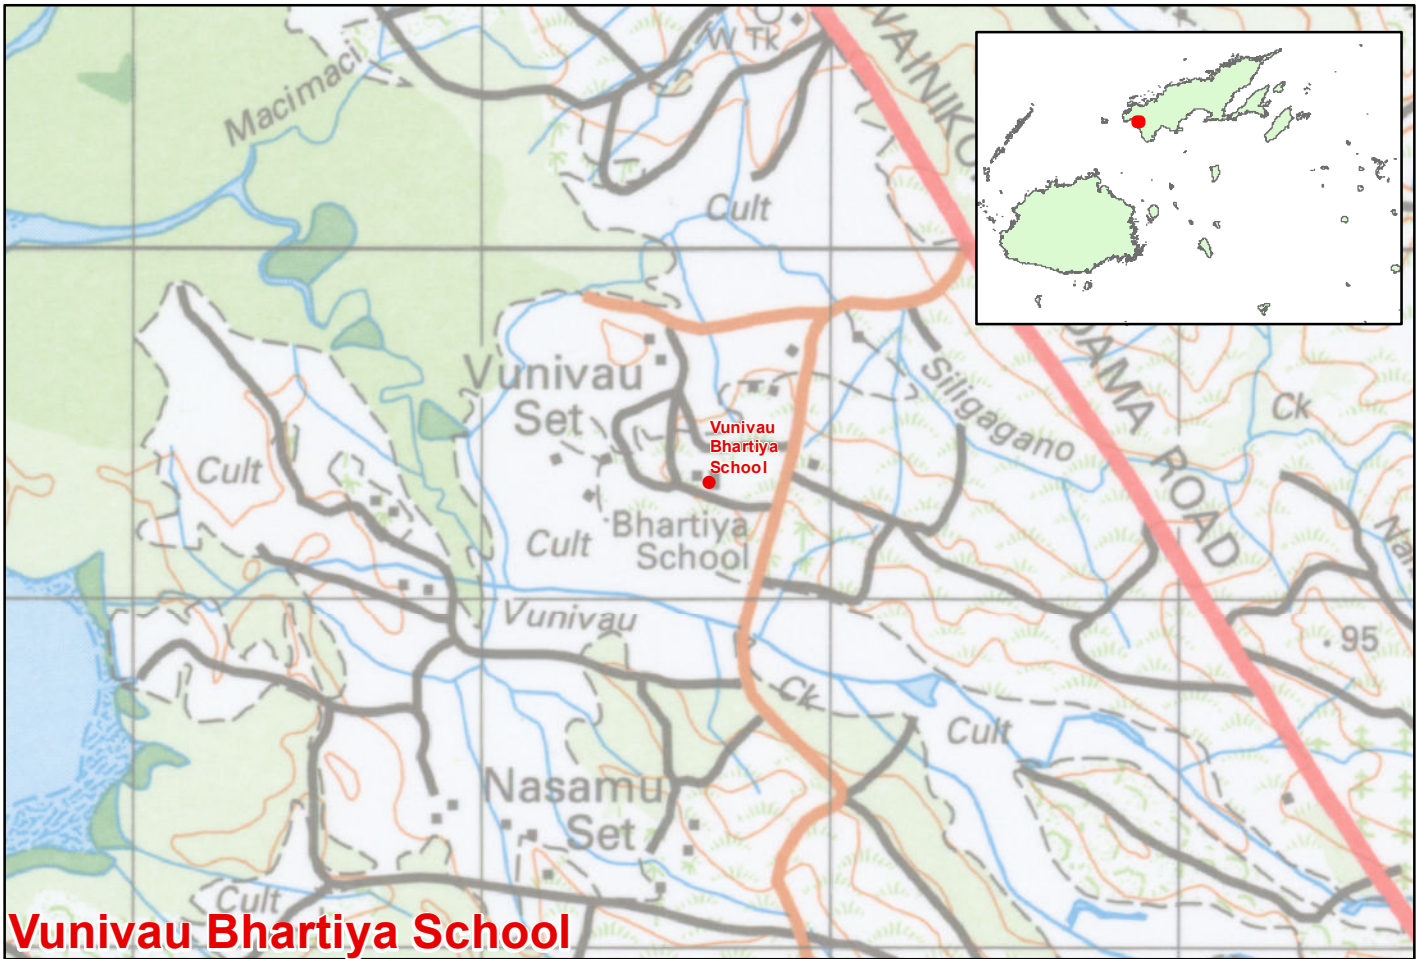 W Tk
Macimaci
VAINIKO
Cult
DAMA ROAD
Vunivau
Set
Siligagano
Ck
Vunivau
Bhartiya
School
Cult
Cult
Bhartiya
School
Vunivau
Ck
. 95
Cult
Nasamu
Set
Cult
Vunivau Bhartiya School